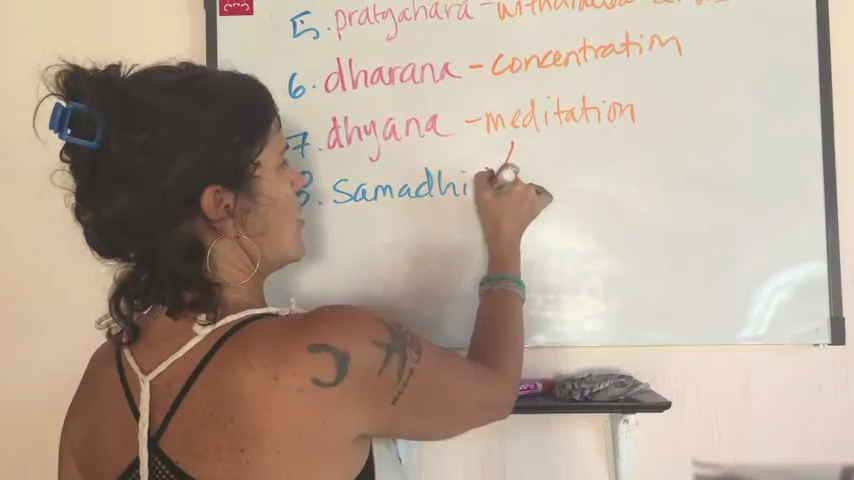 5. pratyahara - withdrawal
6. dharana - concentration
7. dhyana - meditation
8. Samadhi